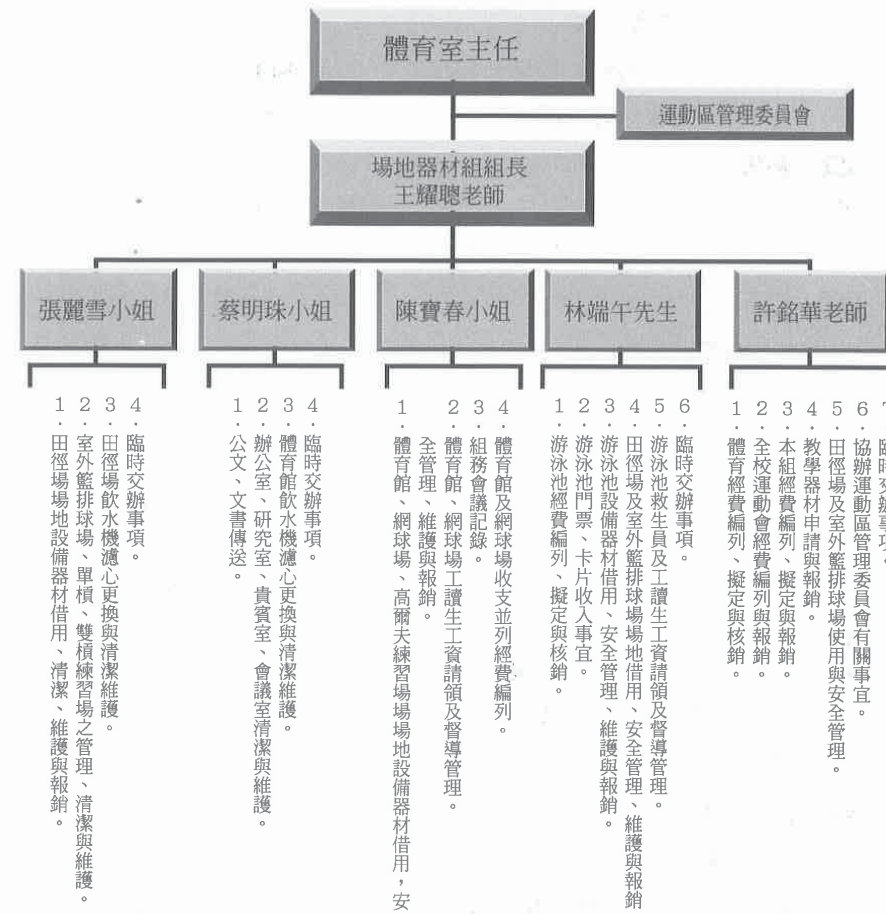 體育室主任
運動區管理委員會
場地器材組組長
王耀聰老師
張麗雪小姐
蔡明珠小姐
陳寶春小姐
林端午先生
許銘華老師
1．田徑場場地設備器材借用、清潔、維護與報銷。
2．室外籃排球場、單槓、雙槓練習場之管理、清潔與維護。
3．田徑場飲水機濾心更換與清潔維護。
4．臨時交辦事項。
1．公文、文書傳送。
2．辦公室、研究室、貴賓室、會議室清潔與維護。
3．體育館飲水機濾心更換與清潔維護。
4．臨時交辦事項。
1．體育館、網球場、高爾夫練習場場地設備器材借用，安
全管理、維護與報銷。
2．體育館、網球場工讀生工資請領及督導管理。
3．組務會議記錄。
4．體育館及網球場收支並列經費編列。
1．游泳池經費編列、擬定與核銷。
2．游泳池門票、卡片收入事宜。
3．游泳池設備器材借用、安全管理、維護與報銷。
4．田徑場及室外籃排球場場地借用、安全管理、維護與報銷
5．游泳池救生員及工讀生工資請領及督導管理。
6．臨時交辦事項。
1．體育經費編列、擬定與核銷。
2．全校運動會經費編列與報銷。
3．本組經費編列、擬定與報銷。
4．教學器材申請與報銷。
5．田徑場及室外籃排球場使用與安全管理。
6．協辦運動區管理委員會有關事宜。
7．臨時交辦事項。